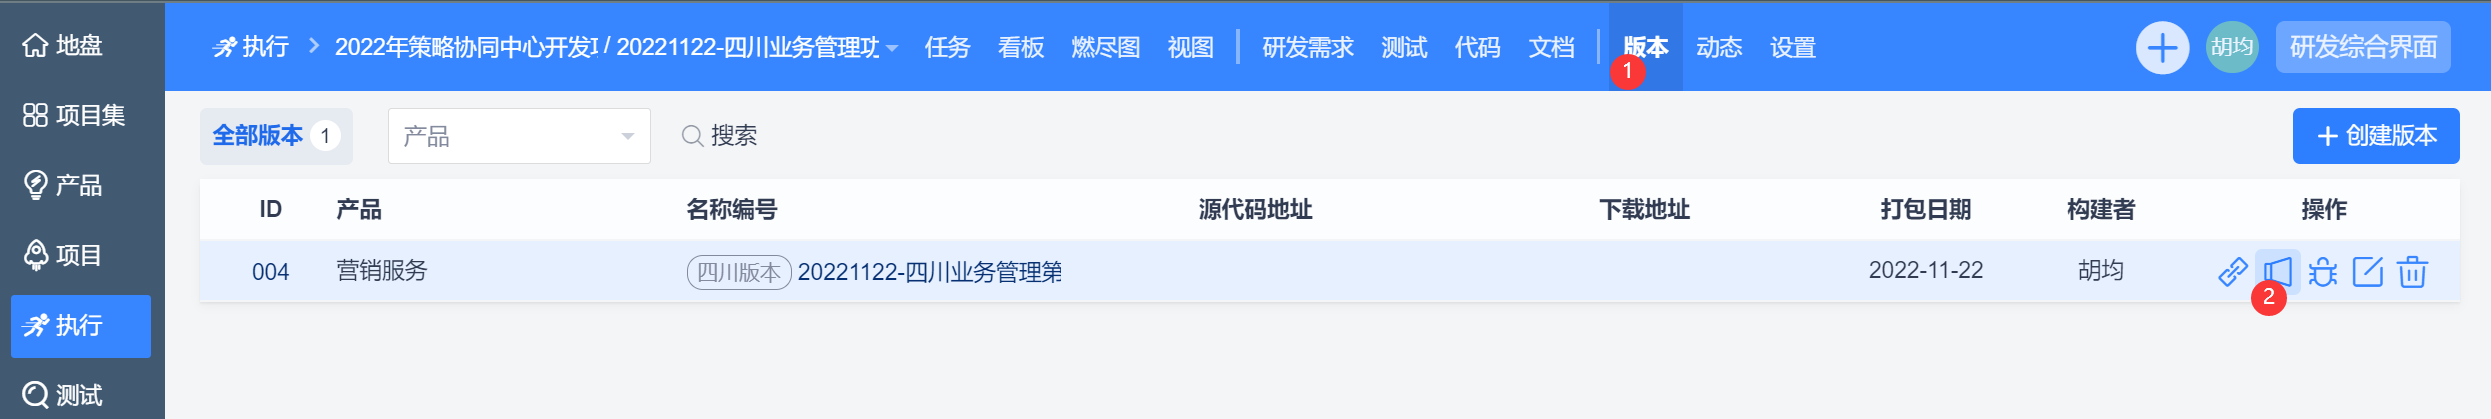 地盘
项目集
产品
项目
执行
测试
执行 > 2022年策略协同中心开发 / 20221122-四川业务管理功 任务 看板 燃尽图 视图 研发需求 测试 代码 文档 版本 动态 设置
1
胡均 研发综合界面
全部版本 1 产品 搜索
+ 创建版本
ID 产品 名称编号 源代码地址 下载地址 打包日期 构建者 操作
004 营销服务 四川版本 20221122-四川业务管理第 2022-11-22 胡均
2